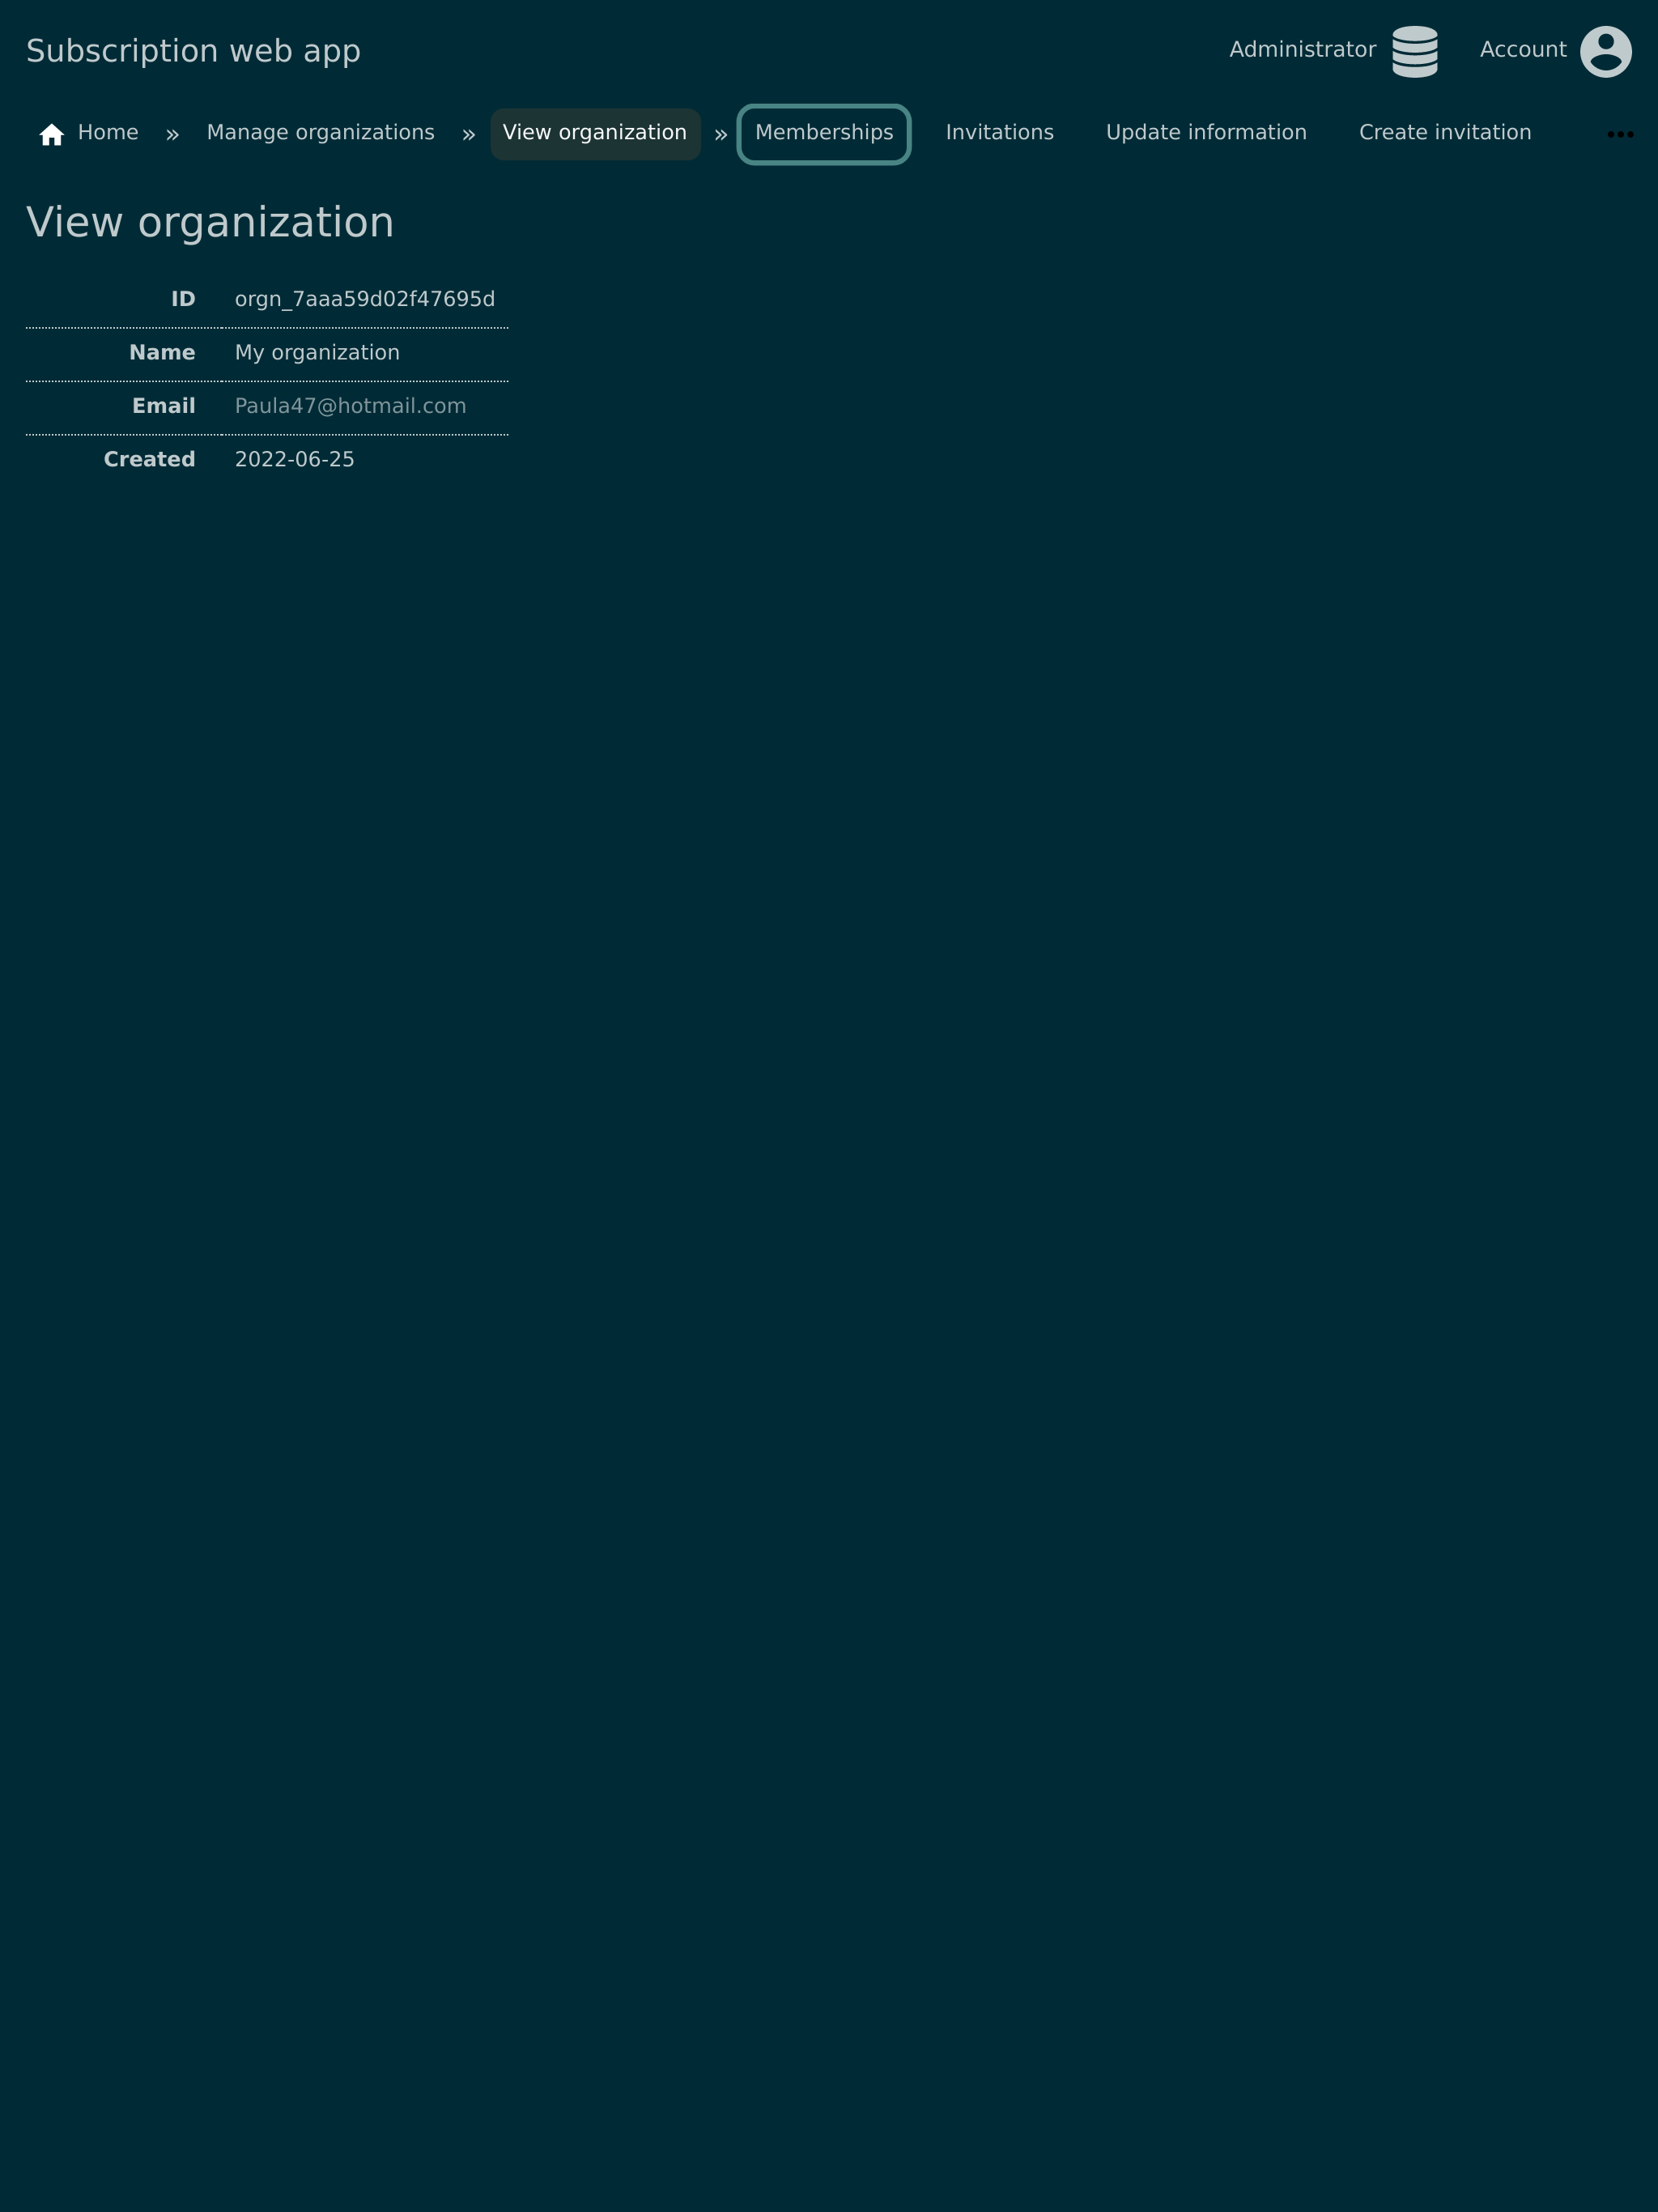 Subscription web app Administrator Account
Home » Manage organizations » View organization » Memberships Invitations Update information Create invitation
View organization
ID orgn_7aaa59d02f47695d
Name My organization
Email Paula47@hotmail.com
Created 2022-06-25